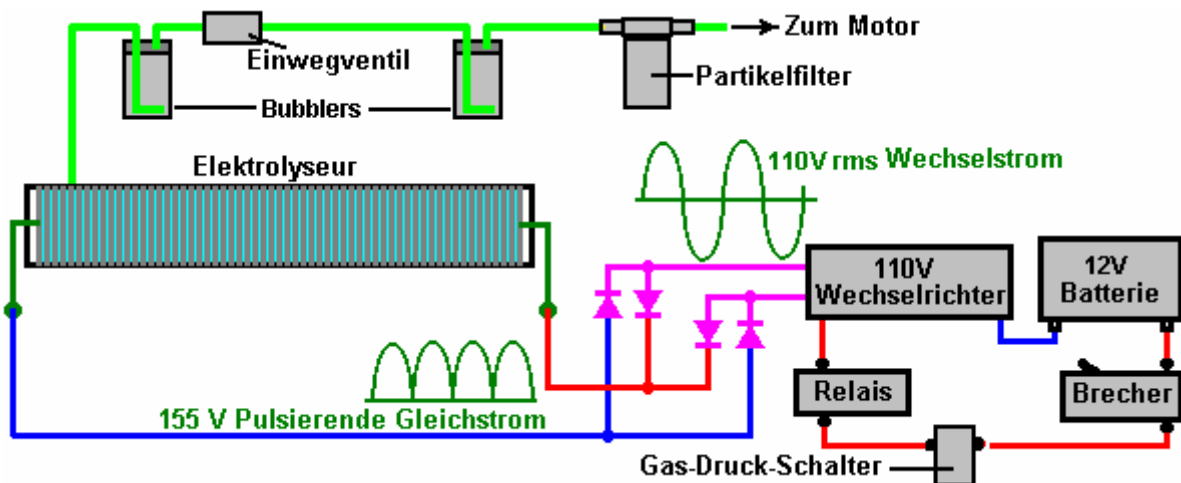 Zum Motor
Einwegventil
Partikelfilter
Bubblers
Elektrolyseur
110V rms Wechselstrom
110V
Wechselrichter
12V
Batterie
Relais
Brecher
155 V Pulsierende Gleichstrom
Gas-Druck-Schalter